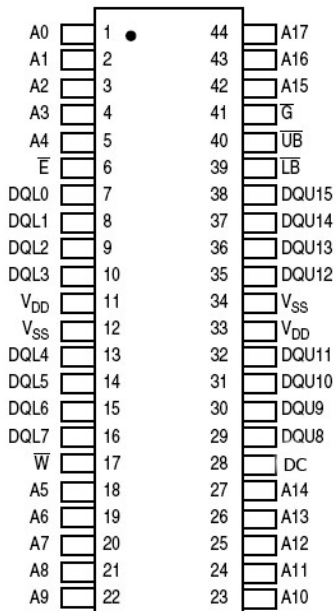 A0 1 44 A17
A1 2 43 A16
A2 3 42 A15
A3 4 41 G̅
A4 5 40 U̅B̅
E̅ 6 39 L̅B̅
DQL0 7 38 DQU15
DQL1 8 37 DQU14
DQL2 9 36 DQU13
DQL3 10 35 DQU12
VDD 11 34 VSS
VSS 12 33 VDD
DQL4 13 32 DQU11
DQL5 14 31 DQU10
DQL6 15 30 DQU9
DQL7 16 29 DQU8
W̅ 17 28 DC
A5 18 27 A14
A6 19 26 A13
A7 20 25 A12
A8 21 24 A11
A9 22 23 A10